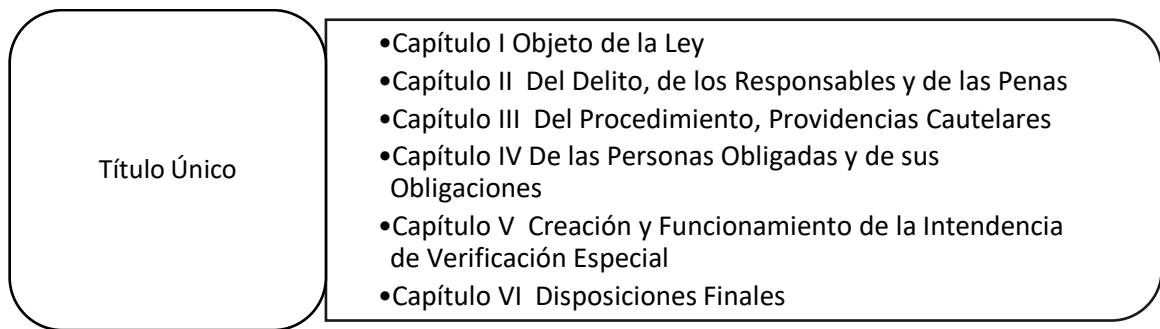 Título Único
•Capítulo I Objeto de la Ley
•Capítulo II  Del Delito, de los Responsables y de las Penas
•Capítulo III  Del Procedimiento, Providencias Cautelares
•Capítulo IV De las Personas Obligadas y de sus
Obligaciones
•Capítulo V  Creación y Funcionamiento de la Intendencia
de Verificación Especial
•Capítulo VI  Disposiciones Finales